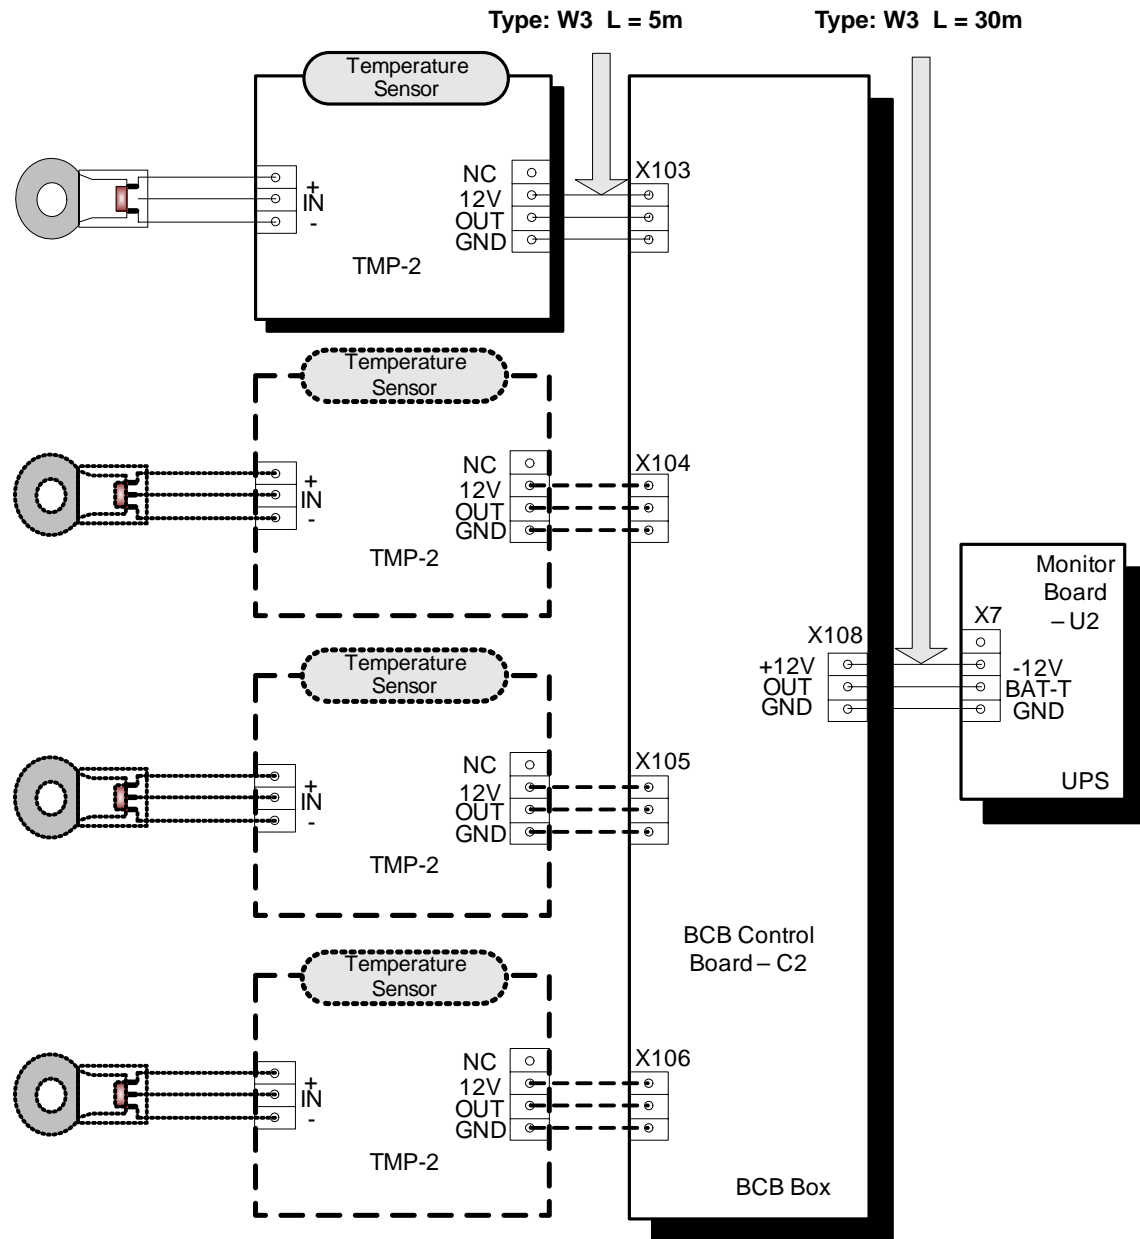 Type: W3 L = 5m
Type: W3 L = 30m
Temperature
Sensor
+
IN
-
NC
12V
OUT
GND
TMP-2
X103
Temperature
Sensor
+
IN
-
NC
12V
OUT
GND
TMP-2
X104
Temperature
Sensor
+
IN
-
NC
12V
OUT
GND
TMP-2
X105
Temperature
Sensor
+
IN
-
NC
12V
OUT
GND
TMP-2
X106
X108
+12V
OUT
GND
BCB Control
Board – C2
BCB Box
Monitor
Board
– U2
X7
-12V
BAT-T
GND
UPS